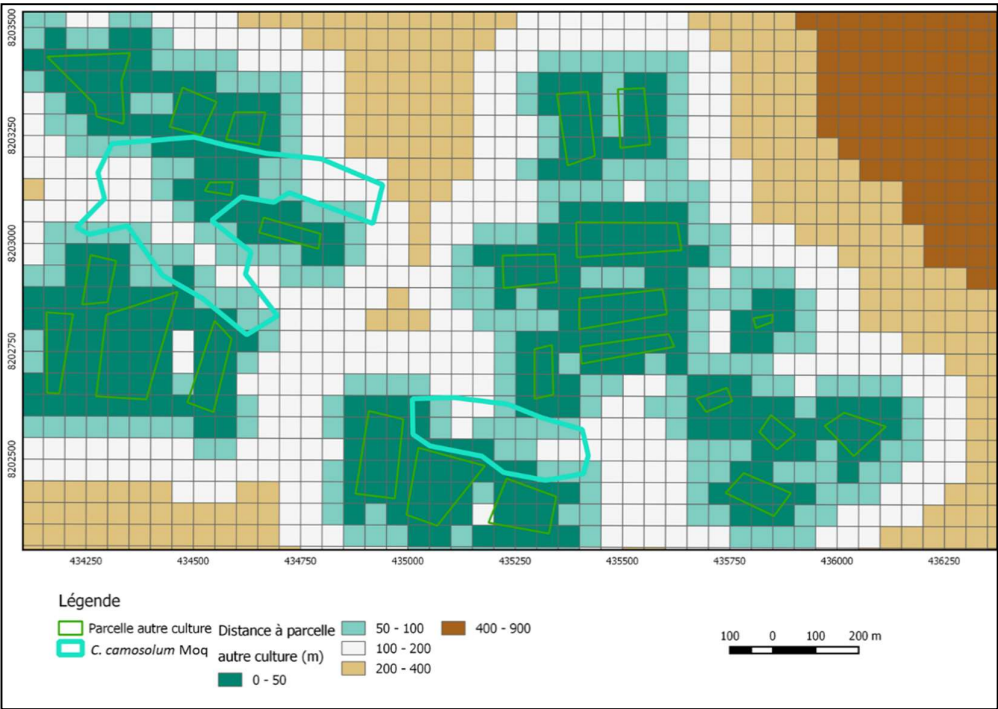 8203500
8203250
8203000
8202750
8202500
434250 434500 434750 435000 435250 435500 435750 436000 436250
Légende
Parcelle autre culture
C. camosolum Moq
Distance à parcelle
autre culture (m)
0 - 50
50 - 100
100 - 200
200 - 400
400 - 900
100 0 100 200 m